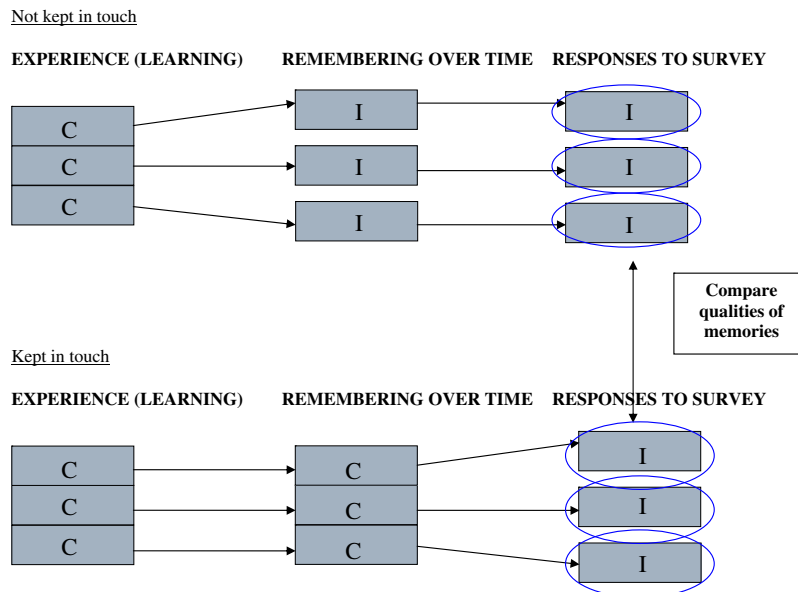 Not kept in touch
EXPERIENCE (LEARNING) REMEMBERING OVER TIME RESPONSES TO SURVEY
C I I
C I I
C I I
Compare
qualities of
memories
Kept in touch
EXPERIENCE (LEARNING) REMEMBERING OVER TIME RESPONSES TO SURVEY
C C I
C C I
C C I